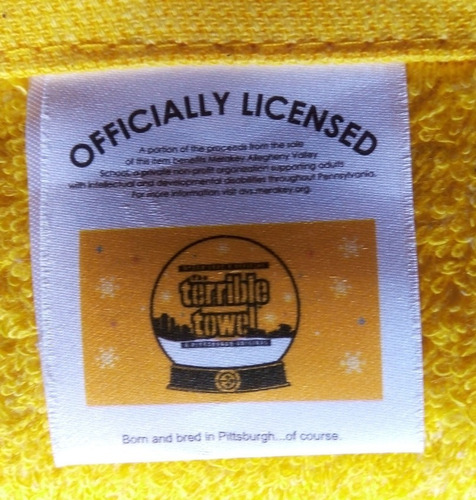 OFFICIALLY LICENSED
A portion of the proceeds from the sale
of this item benefits Merakey Allegheny Valley
School, a private non-profit organization supporting adults
with intellectual and developmental disabilities throughout Pennsylvania.
For more information visit avs.merakey.org.
the
terrible
towel
A PITTSBURGH ORIGINAL
Born and bred in Pittsburgh...of course.